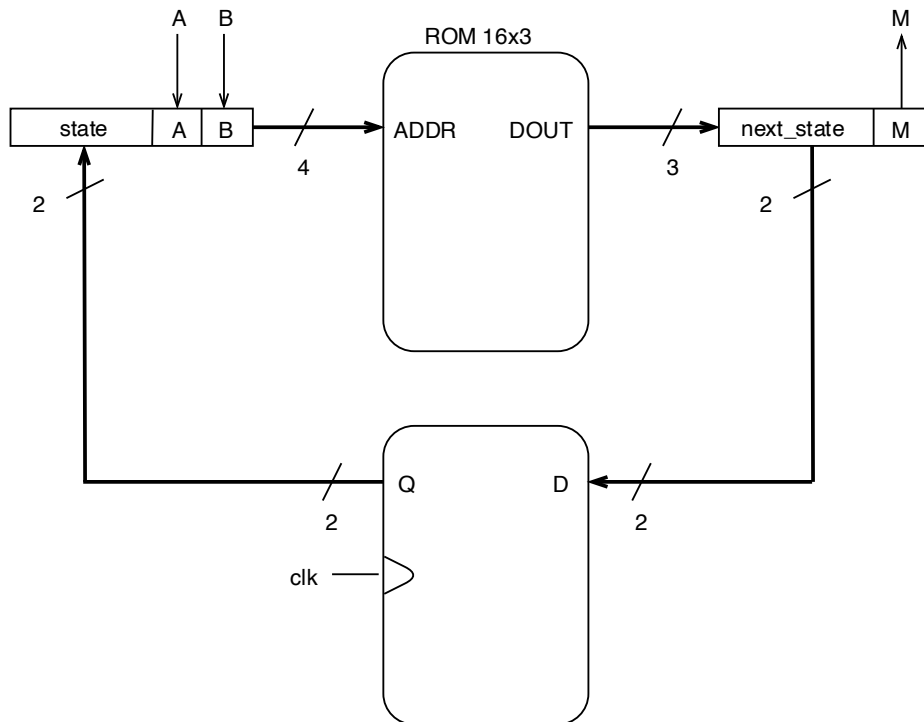 A B M
ROM 16x3
state A B ADDR DOUT next_state M
4 3
2 2
Q D
2 2
clk